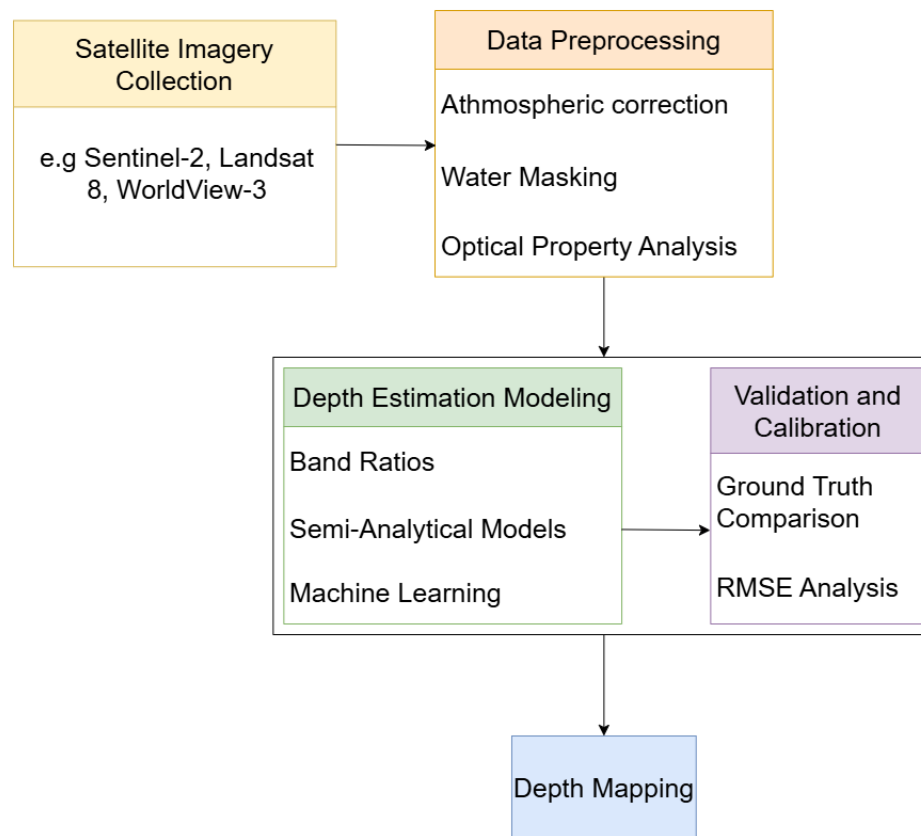 Satellite Imagery
Collection
e.g Sentinel-2, Landsat
8, WorldView-3
Data Preprocessing
Athmospheric correction
Water Masking
Optical Property Analysis
Depth Estimation Modeling
Band Ratios
Semi-Analytical Models
Machine Learning
Validation and
Calibration
Ground Truth
Comparison
RMSE Analysis
Depth Mapping